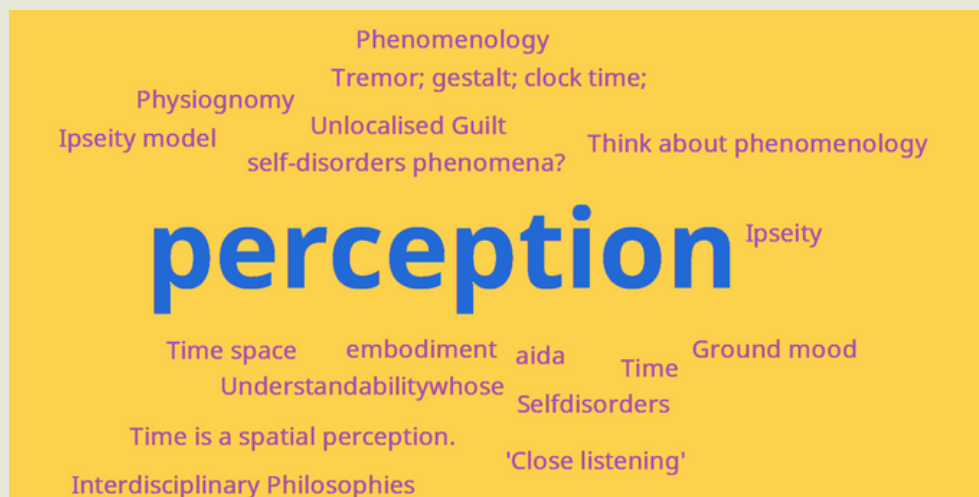 Phenomenology
Tremor; gestalt; clock time;
Physiognomy
Unlocalised Guilt
Ipseity model
Think about phenomenology
self-disorders phenomena?
perception
Ipseity
Time space
embodiment
aida
Ground mood
Time
Understandabilitywhose
Selfdisorders
Time is a spatial perception.
'Close listening'
Interdisciplinary Philosophies